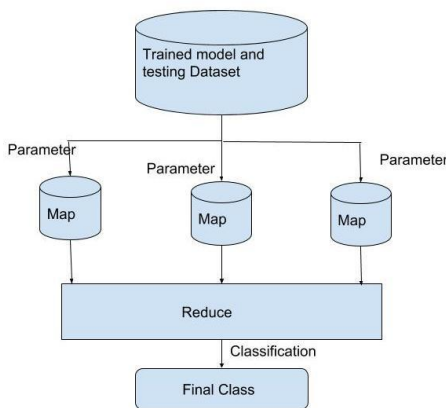 Trained model and
testing Dataset
Parameter
Parameter
Parameter
Map
Map
Map
Reduce
Classification
Final Class